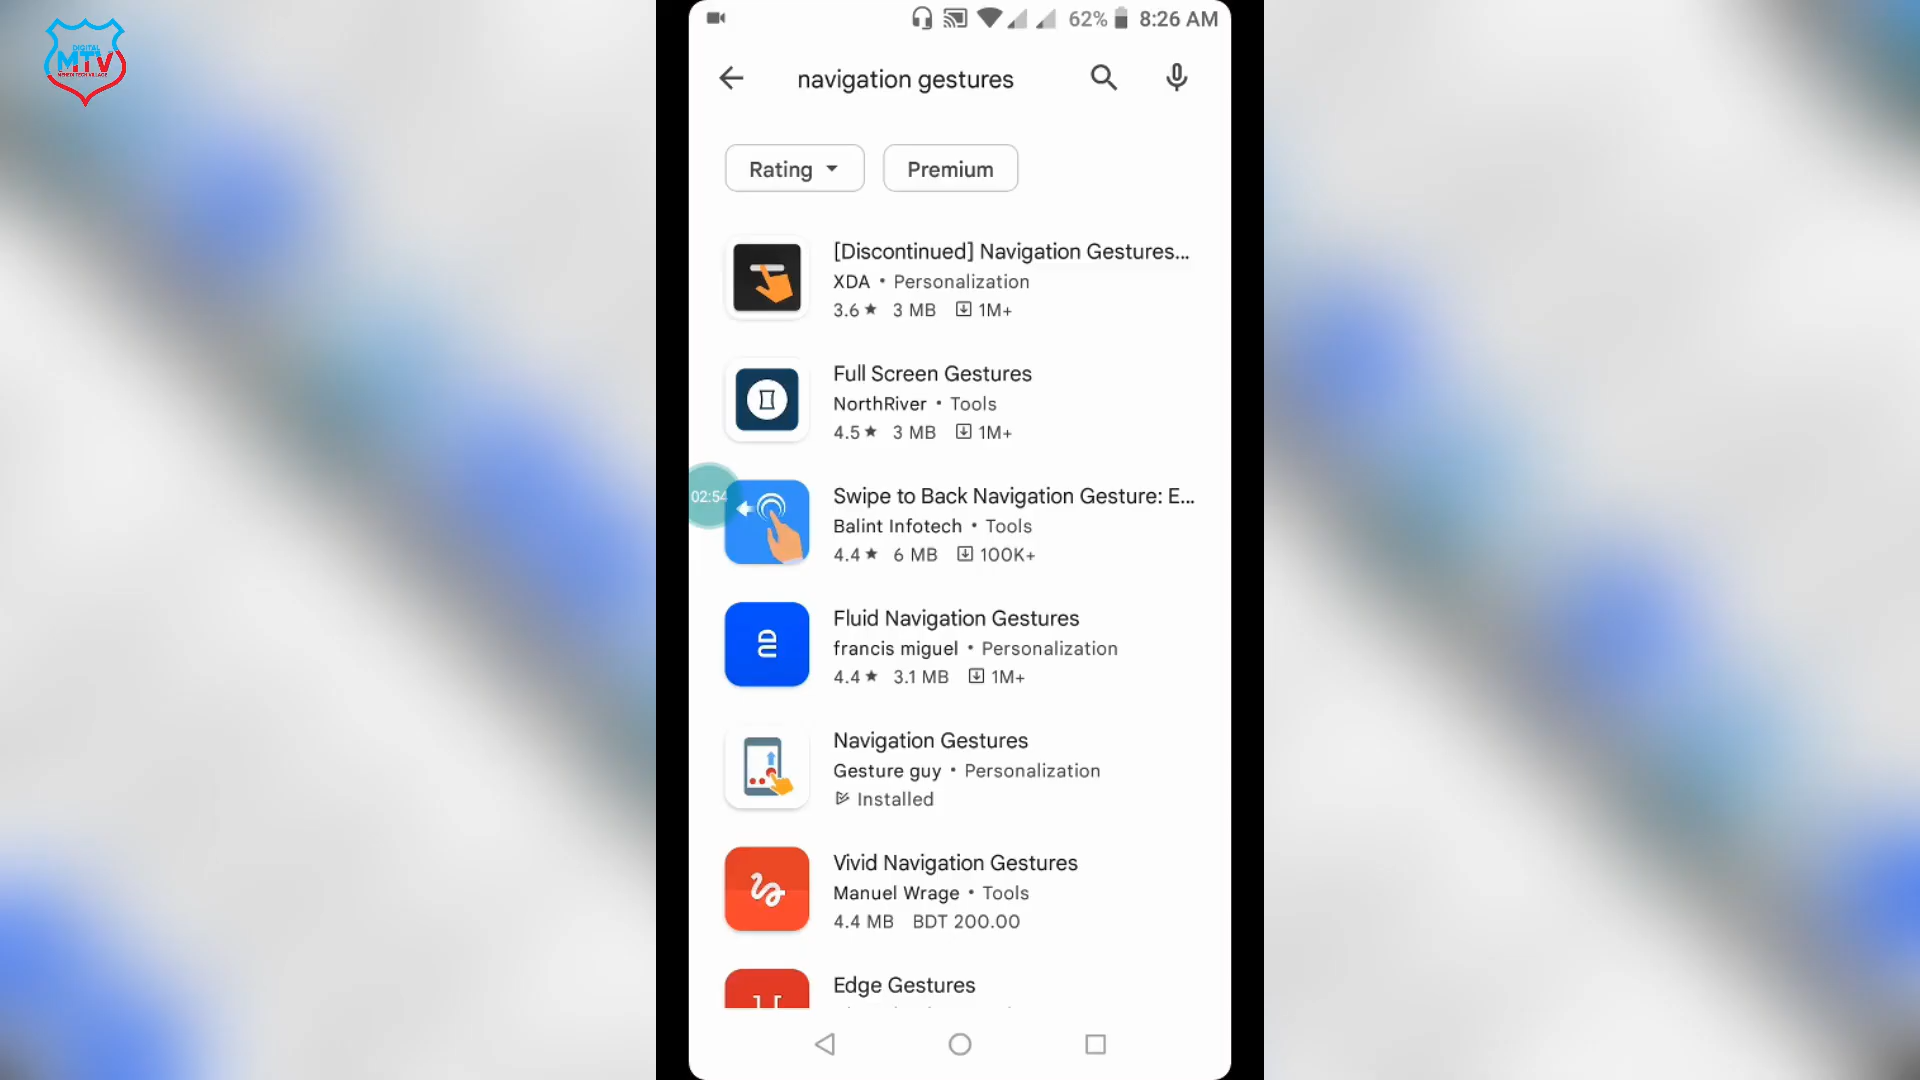 DIGITAL
MTV
MEHEDI TECH VILLAGE
62% 8:26 AM
navigation gestures
Rating
Premium
[Discontinued] Navigation Gestures...
XDA • Personalization
3.6 ★ 3 MB 1M+
Full Screen Gestures
NorthRiver • Tools
4.5 ★ 3 MB 1M+
02:54
Swipe to Back Navigation Gesture: E...
Balint Infotech • Tools
4.4 ★ 6 MB 100K+
Fluid Navigation Gestures
francis miguel • Personalization
4.4 ★ 3.1 MB 1M+
Navigation Gestures
Gesture guy • Personalization
Installed
Vivid Navigation Gestures
Manuel Wrage • Tools
4.4 MB BDT 200.00
Edge Gestures